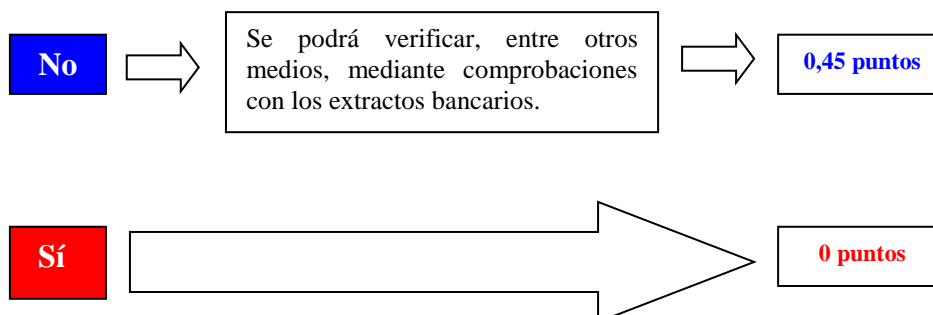 No
Se podrá verificar, entre otros
medios, mediante comprobaciones
con los extractos bancarios.
0,45 puntos
Sí
0 puntos